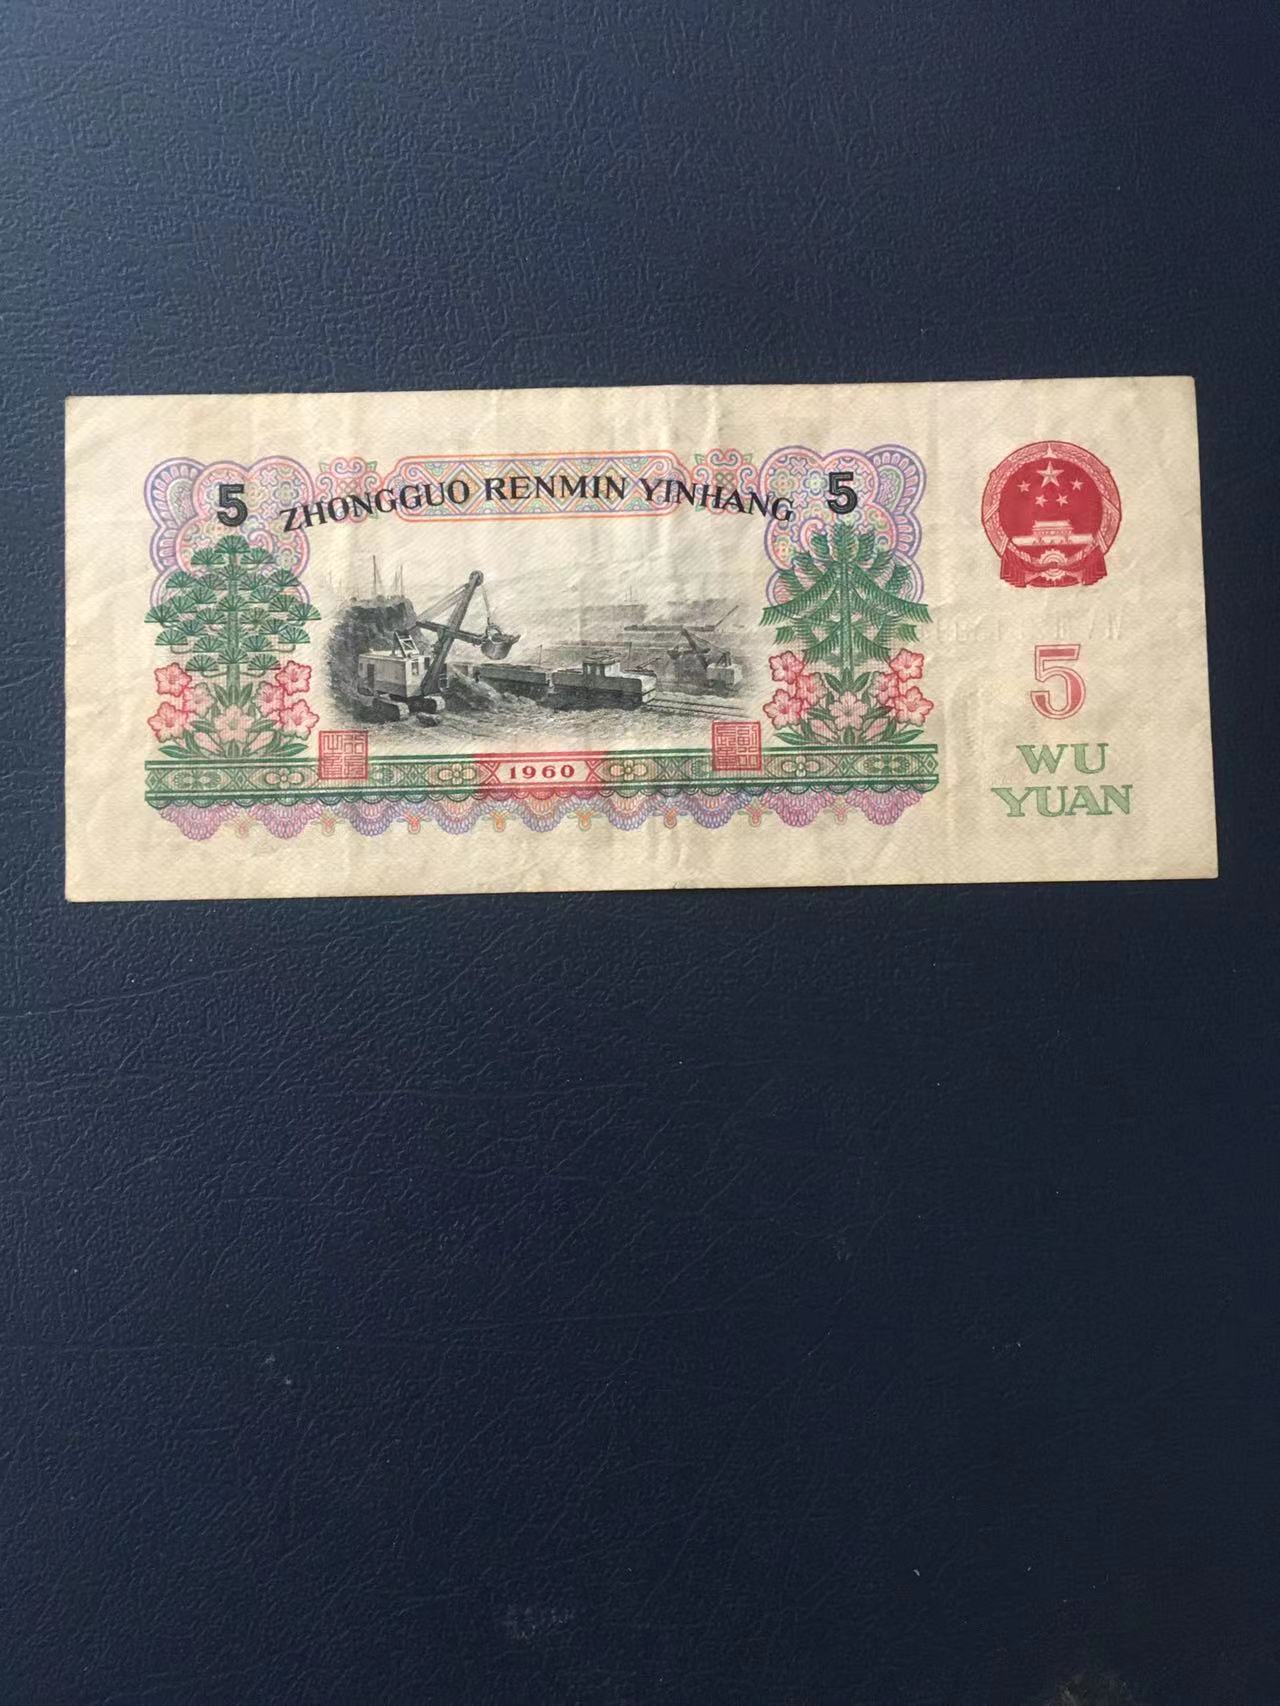 5 ZHONGGUO RENMIN YINHANG 5
1960
5
WU
YUAN